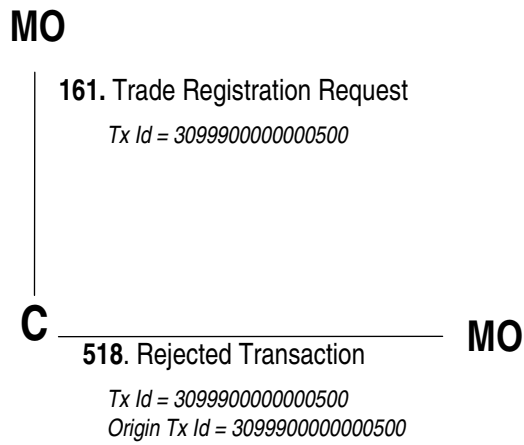 MO
161. Trade Registration Request
Tx Id = 3099900000000500
C
MO
518. Rejected Transaction
Tx Id = 3099900000000500
Origin Tx Id = 3099900000000500